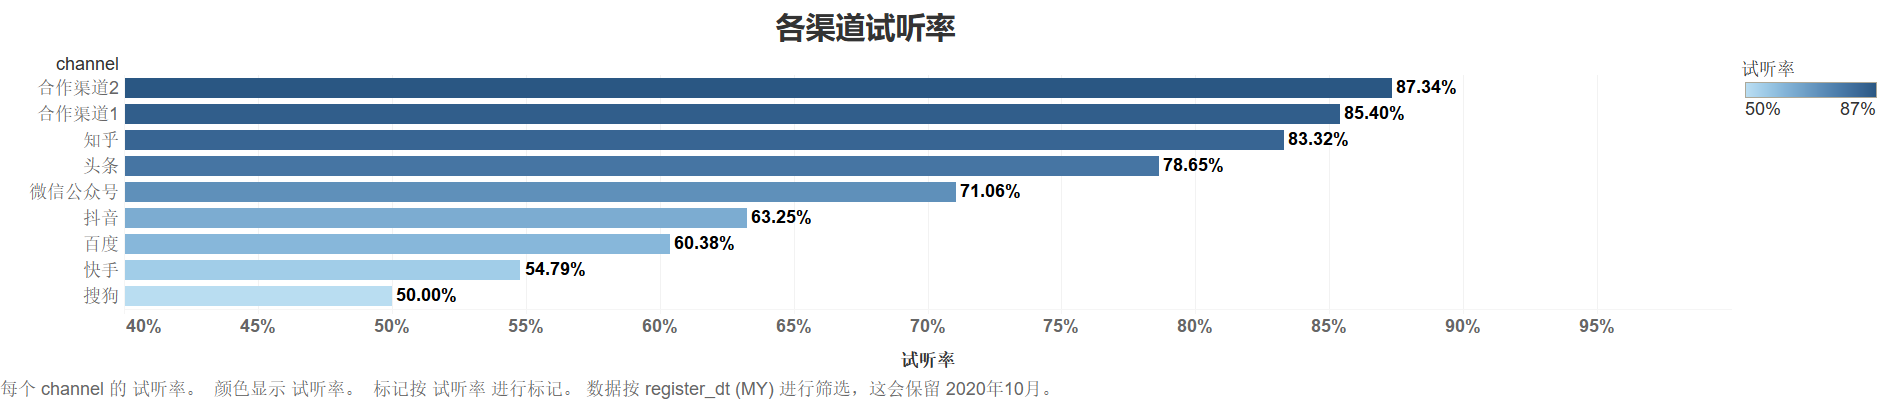 各渠道试听率
channel
合作渠道2 87.34%
合作渠道1 85.40%
知乎 83.32%
头条 78.65%
微信公众号 71.06%
抖音 63.25%
百度 60.38%
快手 54.79%
搜狗 50.00%
40% 45% 50% 55% 60% 65% 70% 75% 80% 85% 90% 95%
试听率
试听率
50% 87%
每个 channel 的 试听率。 颜色显示 试听率。 标记按 试听率 进行标记。 数据按 register_dt (MY) 进行筛选，这会保留 2020年10月。